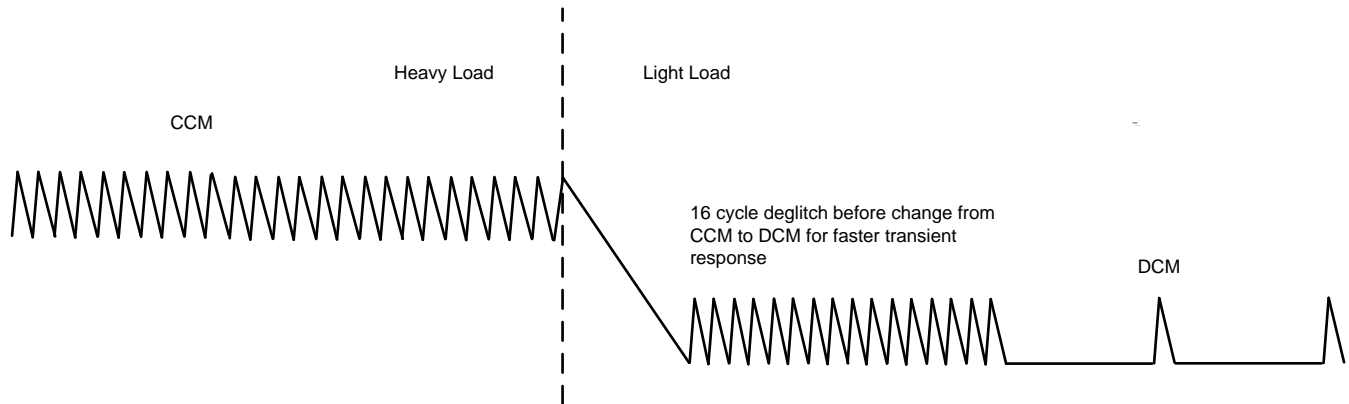 Heavy Load
Light Load
CCM
16 cycle deglitch before change from
CCM to DCM for faster transient
response
DCM